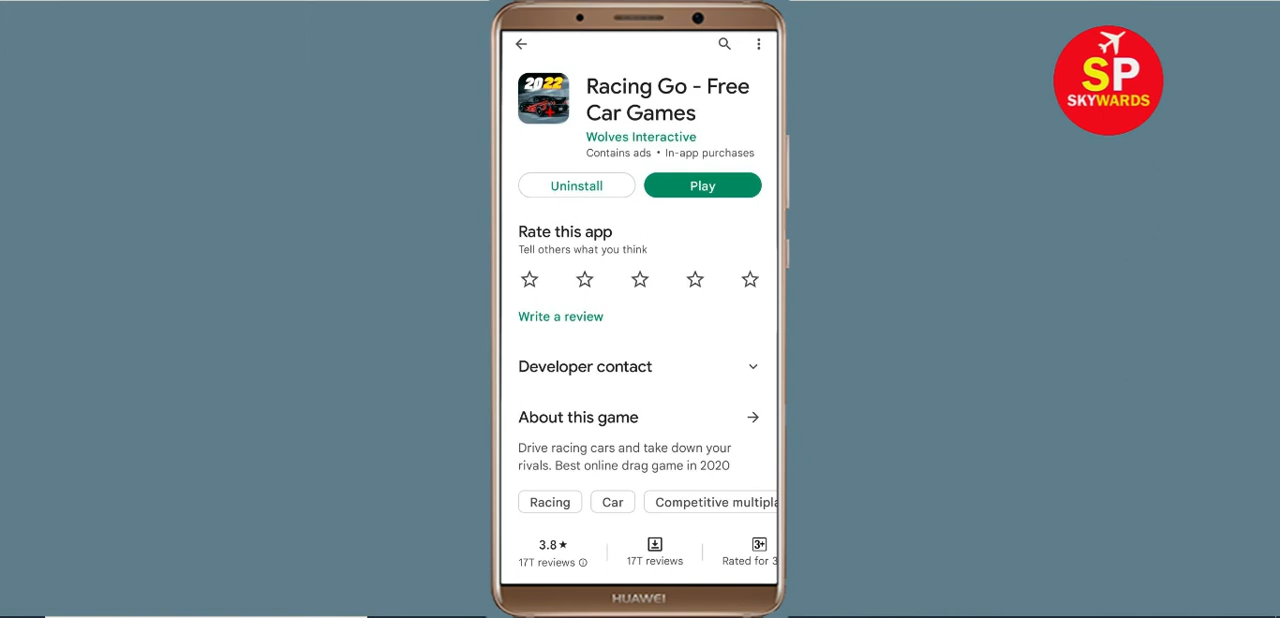 SP
SKYWARDS
2022
Racing Go - Free
Car Games
Wolves Interactive
Contains ads • In-app purchases
Uninstall
Play
Rate this app
Tell others what you think
Write a review
Developer contact
About this game
Drive racing cars and take down your
rivals. Best online drag game in 2020
Racing
Car
Competitive multipla
3.8★
17T reviews
17T reviews
3+
Rated for 3
HUAWEI